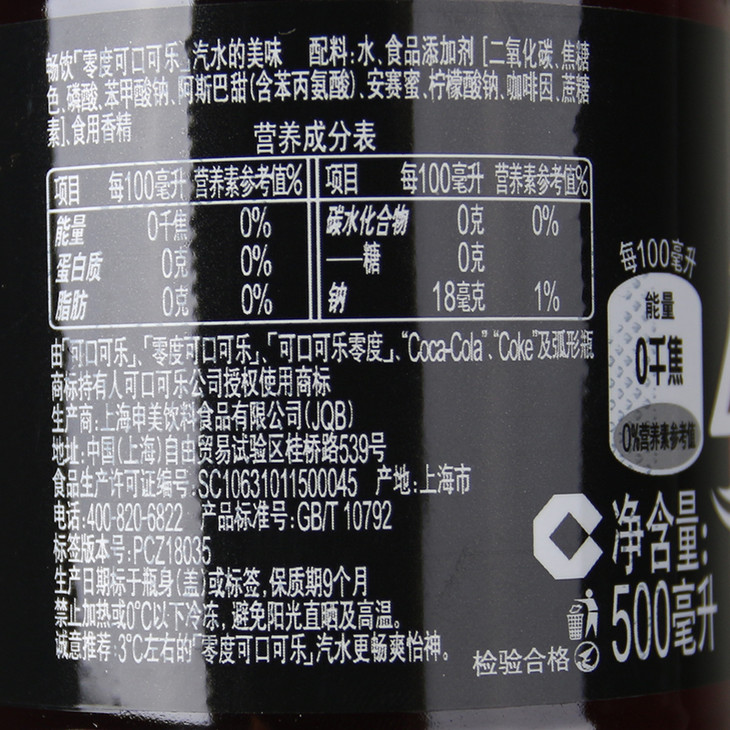 畅饮「零度可口可乐」汽水的美味 配料:水、食品添加剂[二氧化碳、焦糖
色、磷酸、苯甲酸钠、阿斯巴甜(含苯丙氨酸)、安赛蜜、柠檬酸钠、咖啡因、蔗糖
素]、食用香精
营养成分表
项目 每100毫升 营养素参考值% 项目 每100毫升 营养素参考值%
能量 0千焦 0% 碳水化合物 0克 0%
蛋白质 0克 0% ——糖 0克
脂肪 0克 0% 钠 18毫克 1%
由「可口可乐」、「零度可口可乐」、「可口可乐零度」、“Coca-Cola”、“Coke”及弧形瓶
商标持有人可口可乐公司授权使用商标
生产商:上海申美饮料食品有限公司(JQB)
地址:中国(上海)自由贸易试验区桂桥路539号
食品生产许可证编号:SC10631011500045 产地:上海市
电话:400-820-6822 产品标准号:GB/T 10792
标签版本号:PCZ18035
生产日期标于瓶身(盖)或标签,保质期9个月
禁止加热或0°C以下冷冻,避免阳光直晒及高温。
诚意推荐:3°C左右的「零度可口可乐」汽水更畅爽怡神。
每100毫升
能量
0千焦
0%营养素参考值
净含量:
500毫升
检验合格